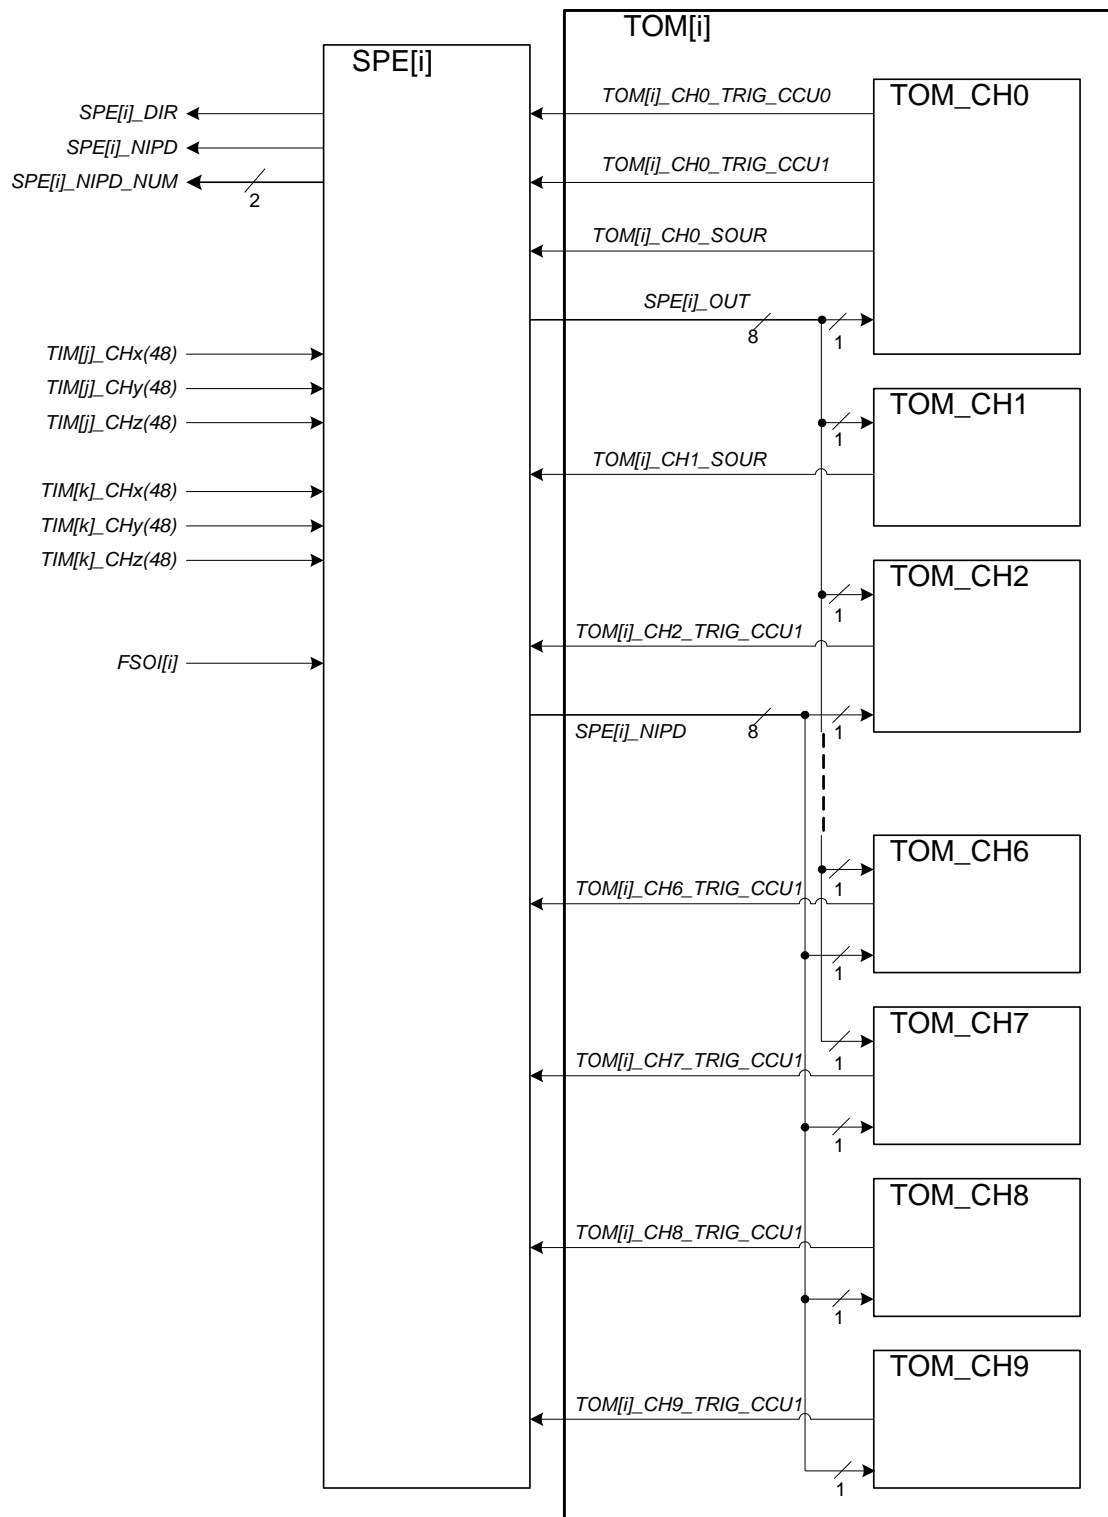 TOM[i]
SPE[i]
SPE[i]_DIR
SPE[i]_NIPD
SPE[i]_NIPD_NUM
2
TOM[i]_CH0_TRIG_CCU0
TOM[i]_CH0_TRIG_CCU1
TOM[i]_CH0_SOUR
SPE[i]_OUT
8
1
TOM_CH0
TIM[j]_CHx(48)
TIM[j]_CHy(48)
TIM[j]_CHz(48)
TOM_CH1
1
TOM[i]_CH1_SOUR
TIM[k]_CHx(48)
TIM[k]_CHy(48)
TIM[k]_CHz(48)
TOM_CH2
1
TOM[i]_CH2_TRIG_CCU1
FSOI[i]
SPE[i]_NIPD
8
1
TOM_CH6
1
TOM[i]_CH6_TRIG_CCU1
1
TOM_CH7
1
TOM[i]_CH7_TRIG_CCU1
1
TOM_CH8
TOM[i]_CH8_TRIG_CCU1
1
TOM_CH9
TOM[i]_CH9_TRIG_CCU1
1